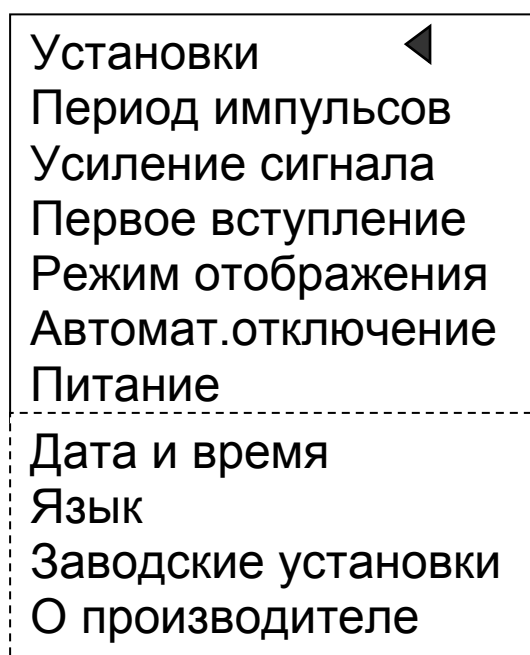 Установки
Период импульсов
Усиление сигнала
Первое вступление
Режим отображения
Автомат.отключение
Питание
Дата и время
Язык
Заводские установки
О производителе